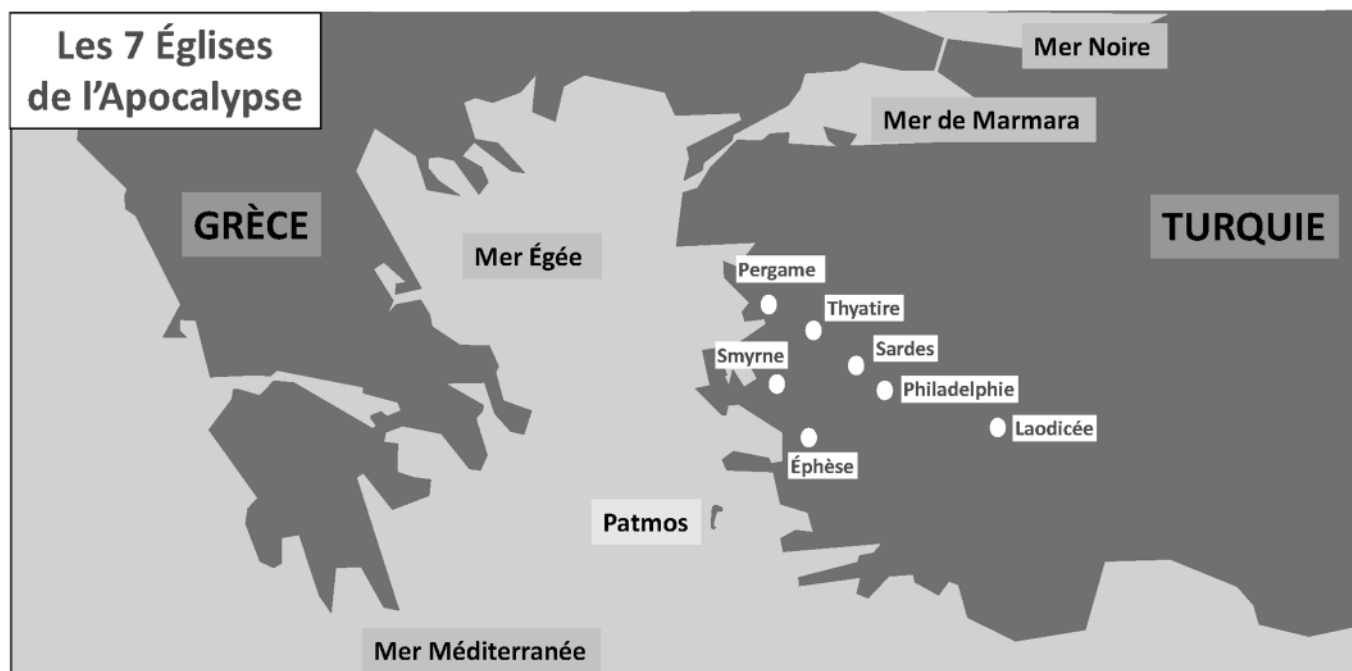 Les 7 Églises
de l'Apocalypse
Mer Noire
Mer de Marmara
GRÈCE
TURQUIE
Mer Égée
Pergame
Thyatire
Smyrne
Sardes
Philadelphie
Laodicée
Éphèse
Patmos
Mer Méditerranée